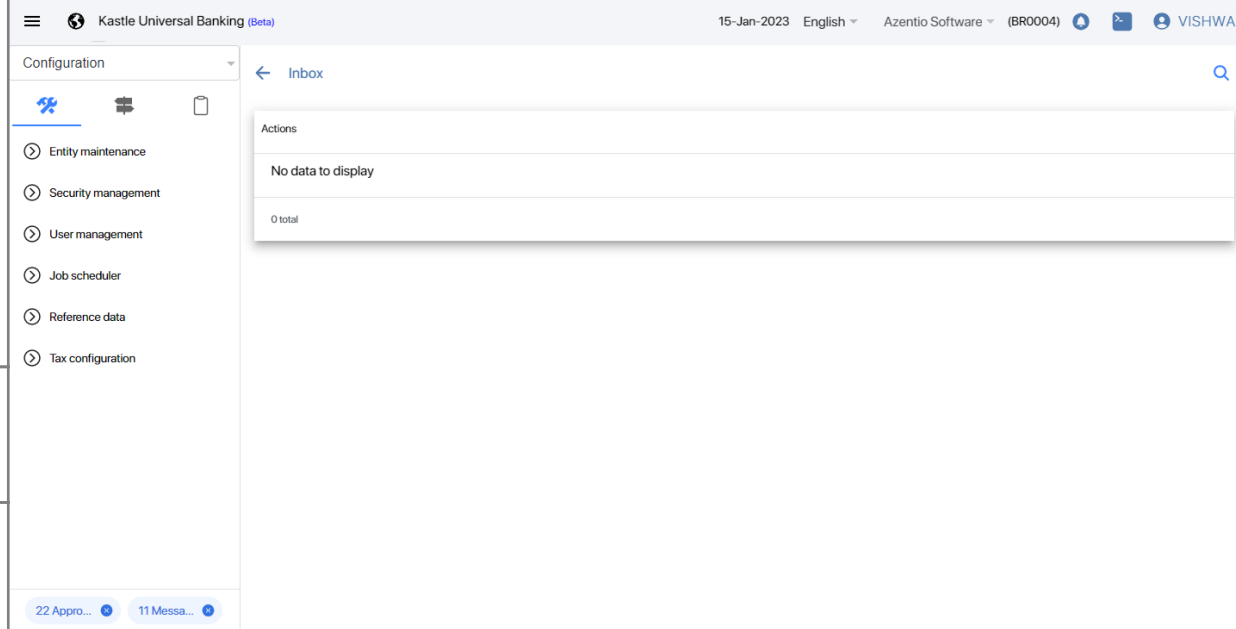 Kastle Universal Banking (Beta)
15-Jan-2023 English Azentio Software (BR0004) VISHWA
Configuration
Inbox
Entity maintenance
Security management
User management
Job scheduler
Reference data
Tax configuration
Actions
No data to display
0 total
22 Appro... 11 Messa...